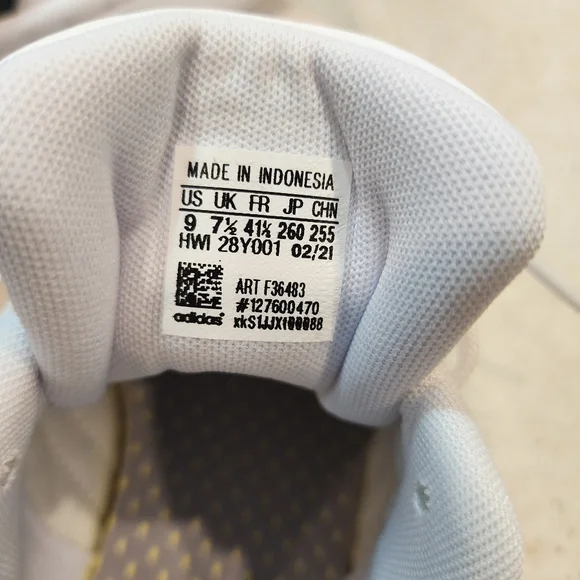 MADE IN INDONESIA
US UK FR JP CHN
9 7½ 41⅓ 260 255
HWI 28Y001 02/21
ART F36483
#127600470
adidas